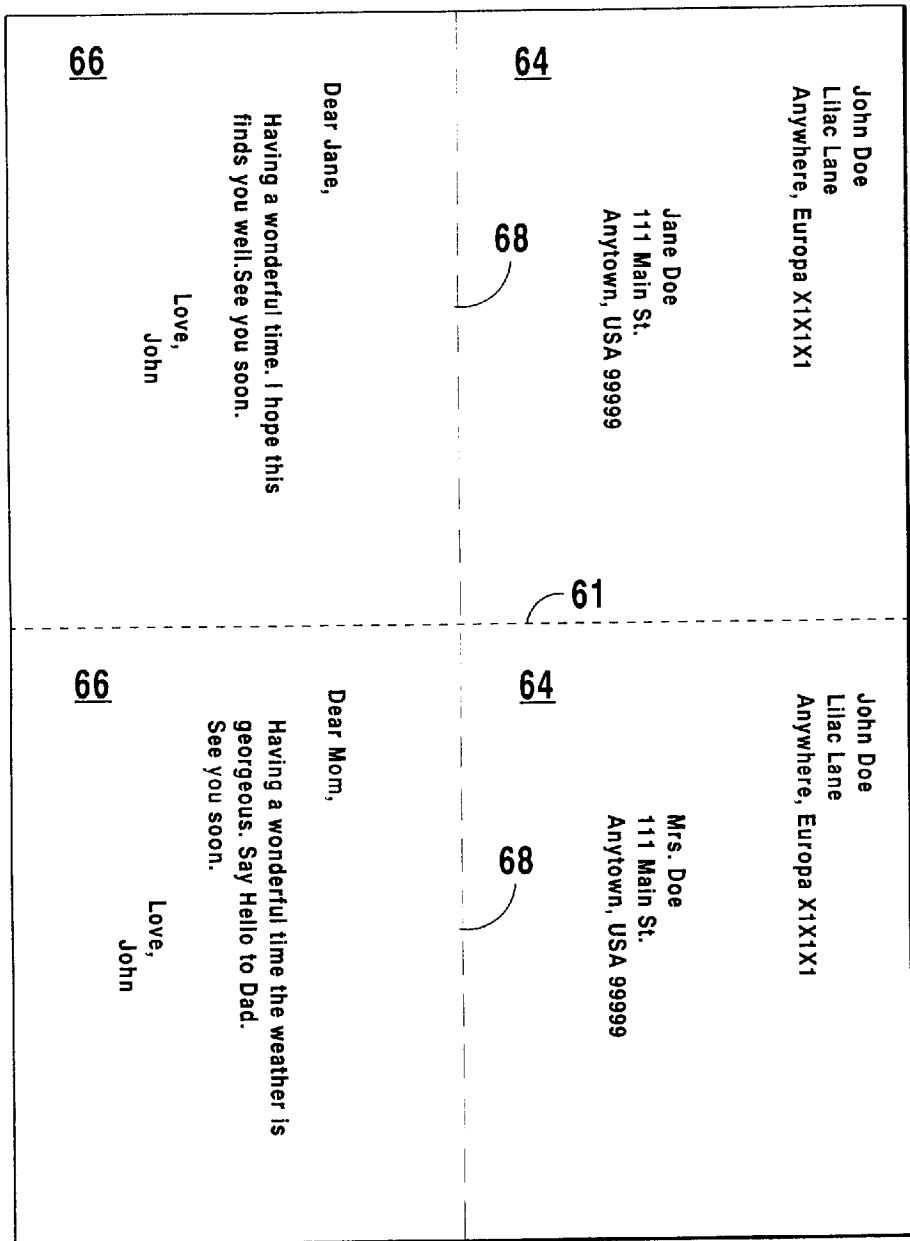 66
Dear Jane,
Having a wonderful time. I hope this
finds you well.See you soon.
Love,
John
64
John Doe
Lilac Lane
Anywhere, Europa X1X1X1
Jane Doe
111 Main St.
Anytown, USA 99999
68
61
66
Dear Mom,
Having a wonderful time the weather is
georgeous. Say Hello to Dad.
See you soon.
Love,
John
64
John Doe
Lilac Lane
Anywhere, Europa X1X1X1
Mrs. Doe
111 Main St.
Anytown, USA 99999
68